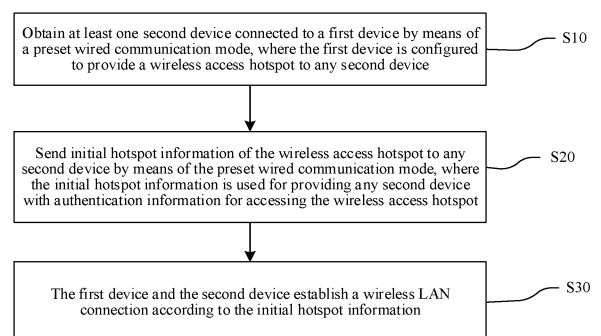 Obtain at least one second device connected to a first device by means of
a preset wired communication mode, where the first device is configured
to provide a wireless access hotspot to any second device
S10
Send initial hotspot information of the wireless access hotspot to any
second device by means of the preset wired communication mode, where
the initial hotspot information is used for providing any second device
with authentication information for accessing the wireless access hotspot
S20
The first device and the second device establish a wireless LAN
connection according to the initial hotspot information
S30